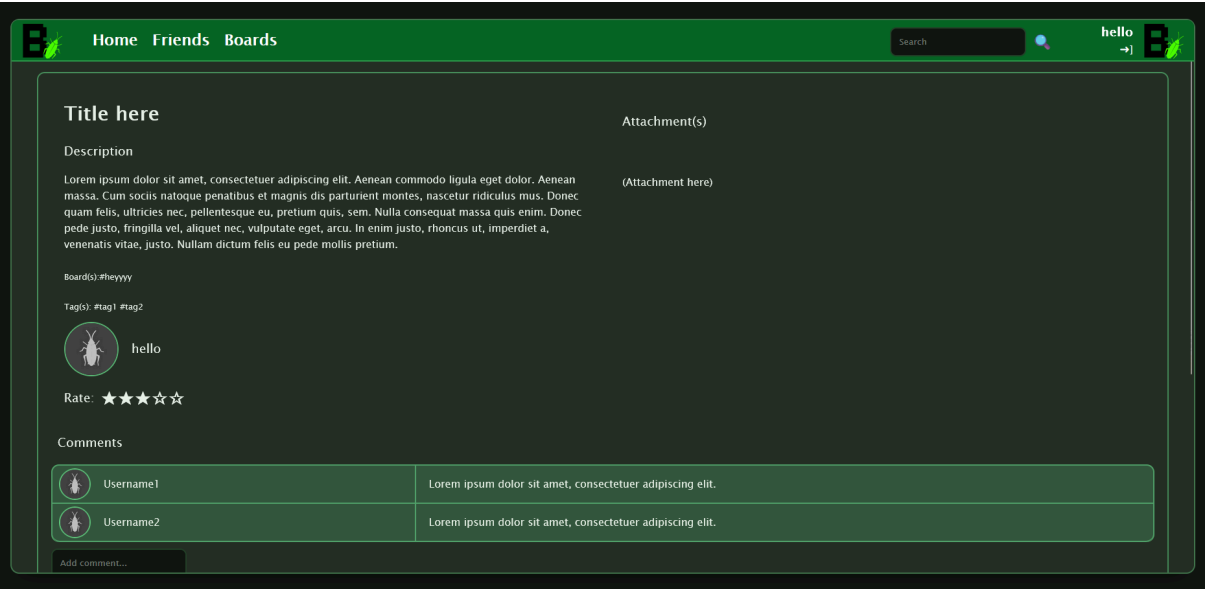 B
Home Friends Boards
Search
hello
B
Title here
Description
Lorem ipsum dolor sit amet, consectetuer adipiscing elit. Aenean commodo ligula eget dolor. Aenean
massa. Cum sociis natoque penatibus et magnis dis parturient montes, nascetur ridiculus mus. Donec
quam felis, ultricies nec, pellentesque eu, pretium quis, sem. Nulla consequat massa quis enim. Donec
pede justo, fringilla vel, aliquet nec, vulputate eget, arcu. In enim justo, rhoncus ut, imperdiet a,
venenatis vitae, justo. Nullam dictum felis eu pede mollis pretium.
Board(s):#heyyyy
Tag(s): #tag1 #tag2
hello
Rate: ★★★☆☆
Attachment(s)
(Attachment here)
Comments
Username1
Lorem ipsum dolor sit amet, consectetuer adipiscing elit.
Username2
Lorem ipsum dolor sit amet, consectetuer adipiscing elit.
Add comment...